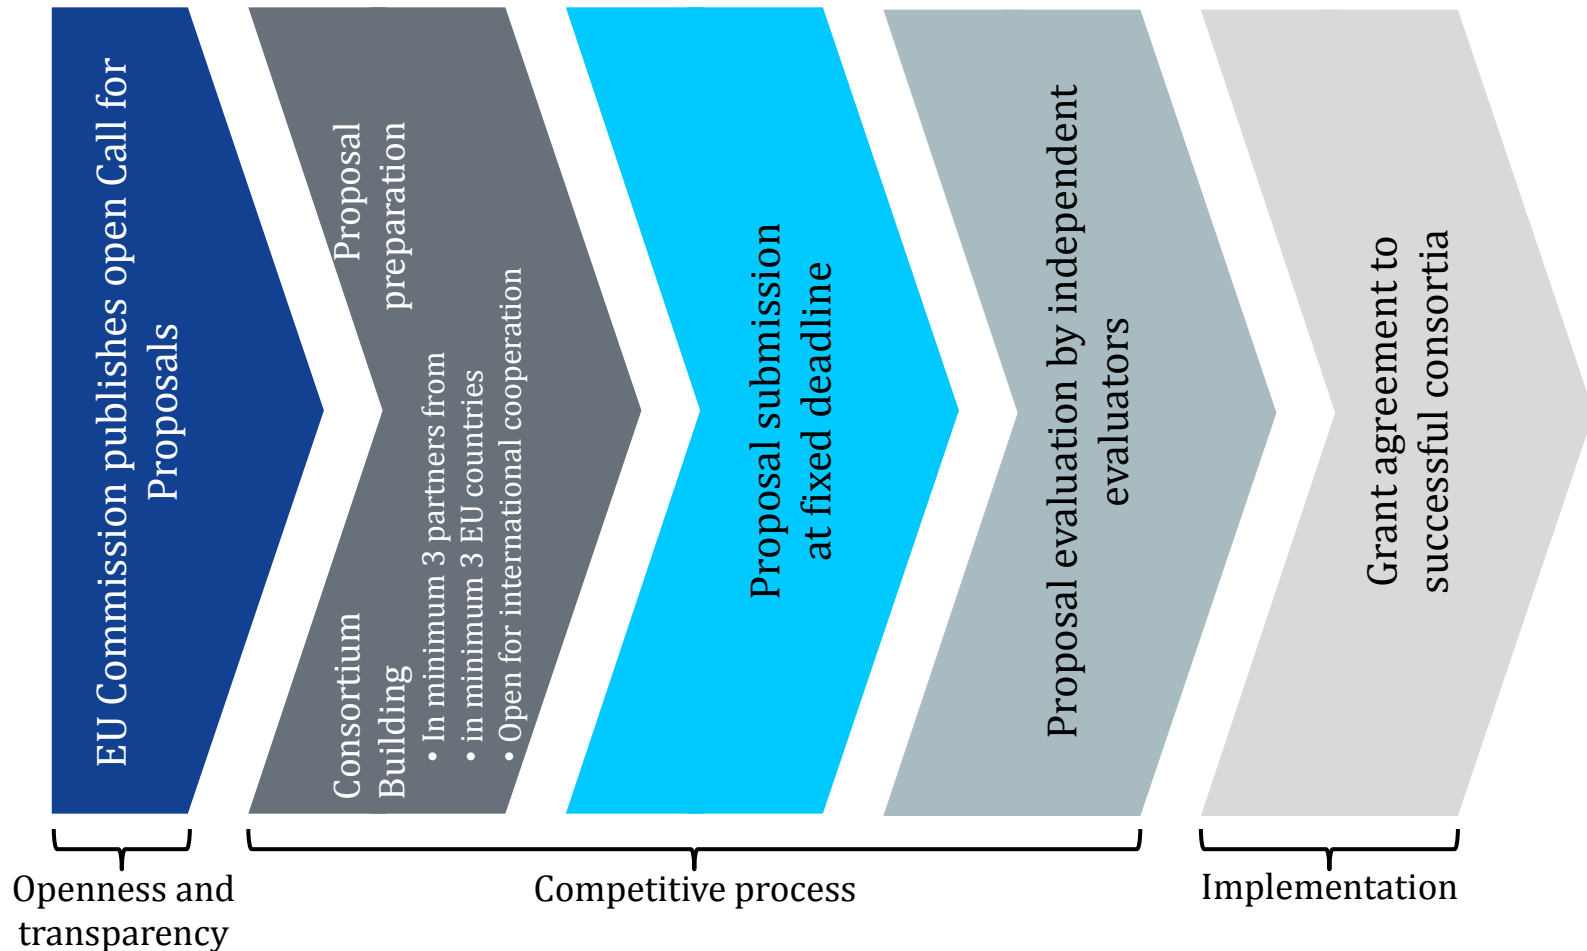 EU Commission publishes open Call for
Proposals
Consortium
Building
• In minimum 3 partners from
• in minimum 3 EU countries
• Open for international cooperation
Proposal
preparation
Proposal submission
at fixed deadline
Proposal evaluation by independent
evaluators
Grant agreement to
successful consortia
Openness and
transparency
Competitive process
Implementation